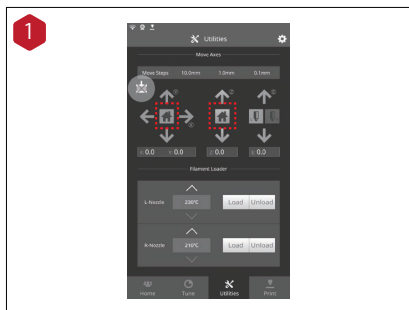 1
Utilities
Move Axes
Move Steps 10.0mm 1.0mm 0.1mm
X 0.0 Y 0.0 Z 0.0 E 0.0
Filament Loader
L-Nozzle 230℃ Load Unload
R-Nozzle 210℃ Load Unload
Home Tune Utilities Print